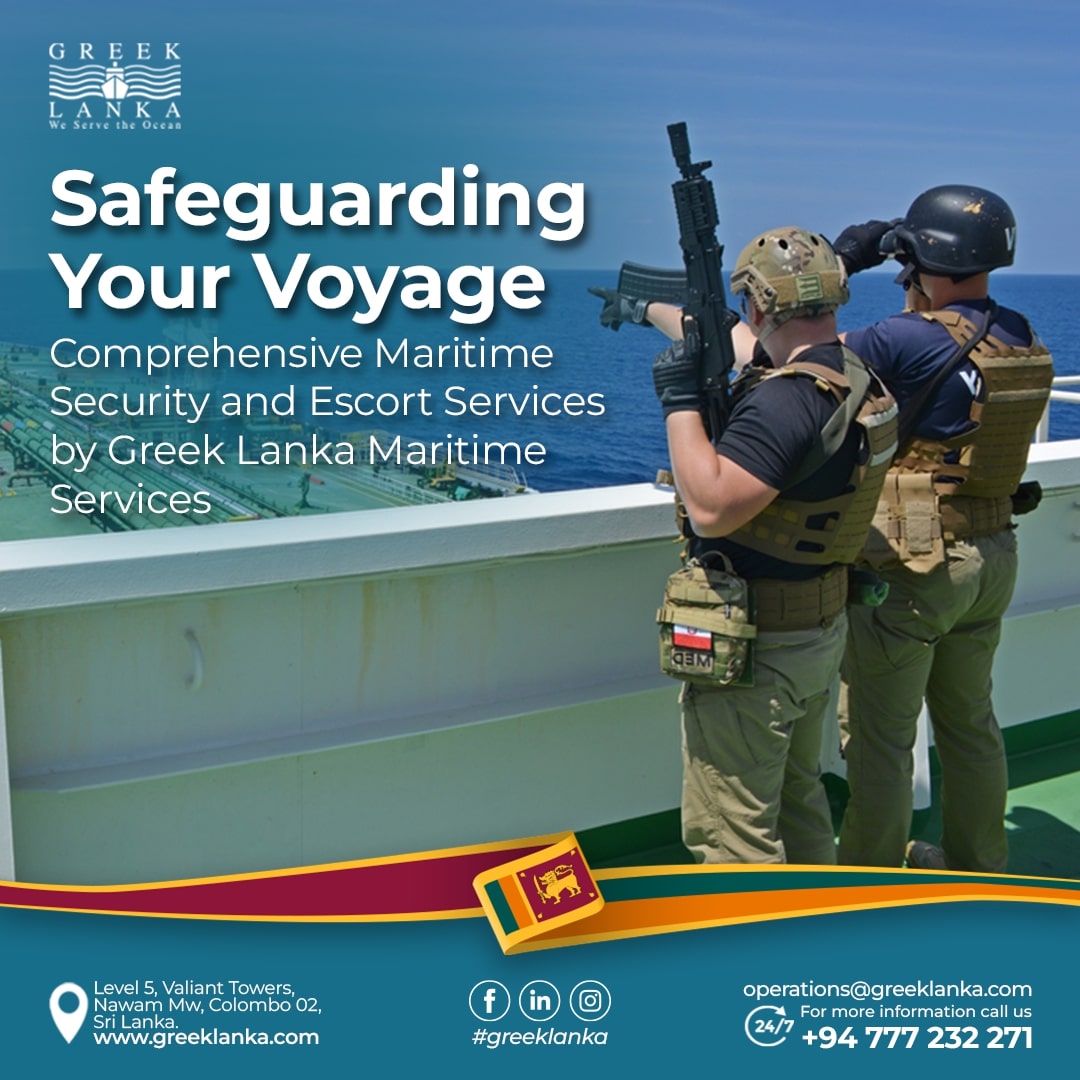 GREEK
LANKA
We Serve the Ocean
Safeguarding
Your Voyage
Comprehensive Maritime
Security and Escort Services
by Greek Lanka Maritime
Services
MED
Level 5, Valiant Towers,
Nawam Mw, Colombo 02,
Sri Lanka.
www.greeklanka.com
#greeklanka
operations@greeklanka.com
For more information call us
24/7
+94 777 232 271